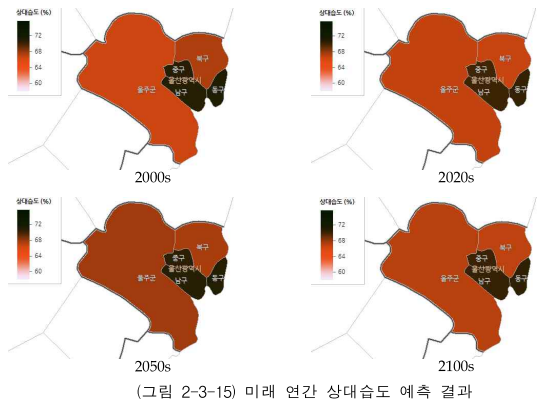 상대습도 (%)
72
68
64
60
북구
중구
울산광역시
울주군
남구
동구
2000s
상대습도 (%)
72
68
64
60
북구
중구
울산광역시
울주군
남구
동구
2020s
상대습도 (%)
72
68
64
60
북구
중구
울산광역시
울주군
남구
동구
2050s
상대습도 (%)
72
68
64
60
북구
중구
울산광역시
울주군
남구
동구
2100s
(그림 2-3-15) 미래 연간 상대습도 예측 결과